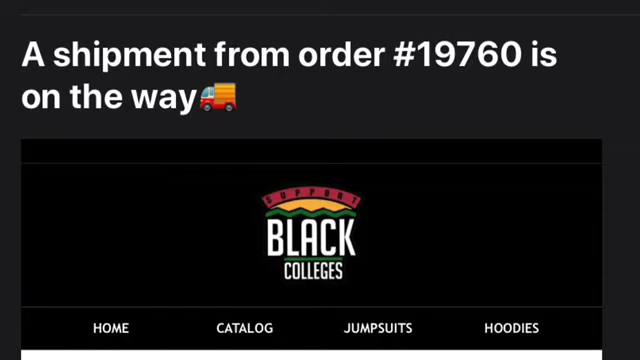 A shipment from order #19760 is
on the way🚚
SUPPORT
BLACK
COLLEGES
HOME CATALOG JUMPSUITS HOODIES